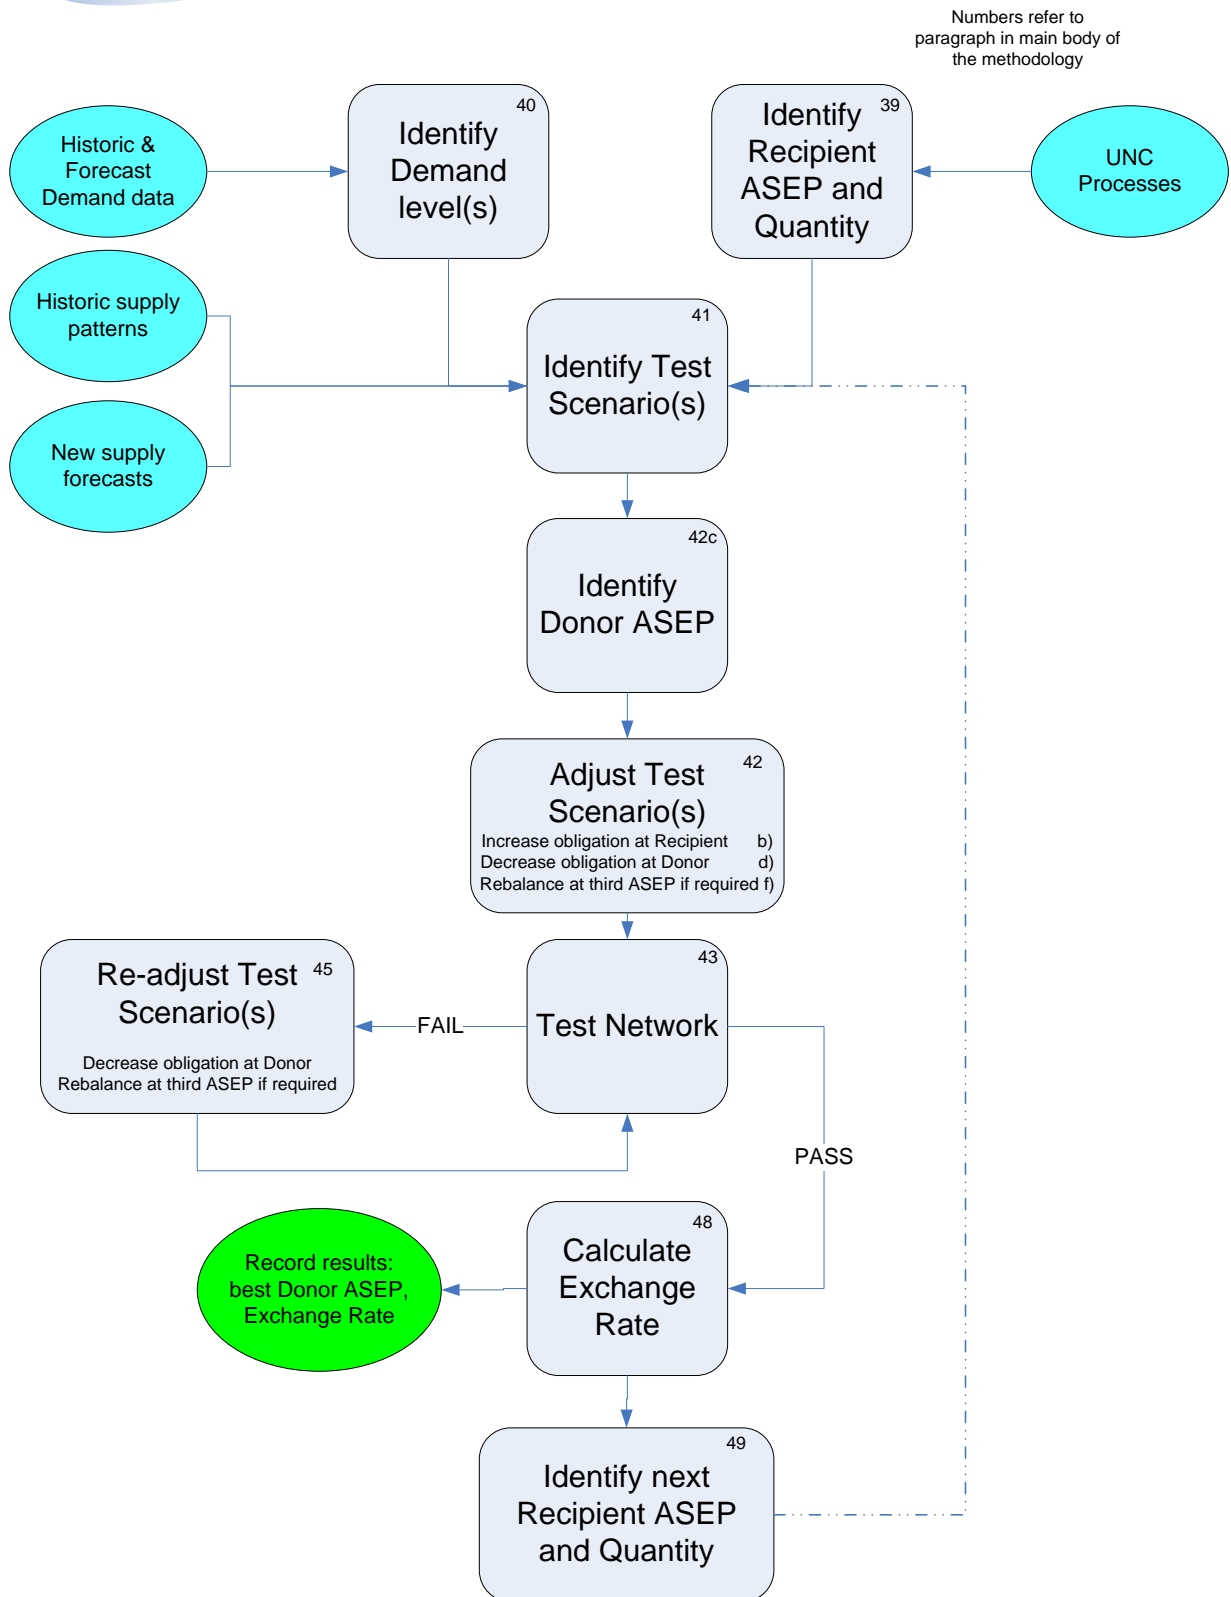 Numbers refer to
paragraph in main body of
the methodology
40
Identify
Demand
level(s)
39
Identify
Recipient
ASEP and
Quantity
Historic &
Forecast
Demand data
UNC
Processes
Historic supply
patterns
41
Identify Test
Scenario(s)
New supply
forecasts
42c
Identify
Donor ASEP
42
Adjust Test
Scenario(s)
Increase obligation at Recipient b)
Decrease obligation at Donor d)
Rebalance at third ASEP if required f)
45
Re-adjust Test
Scenario(s)
Decrease obligation at Donor
Rebalance at third ASEP if required
FAIL
43
Test Network
PASS
48
Calculate
Exchange
Rate
Record results:
best Donor ASEP,
Exchange Rate
49
Identify next
Recipient ASEP
and Quantity